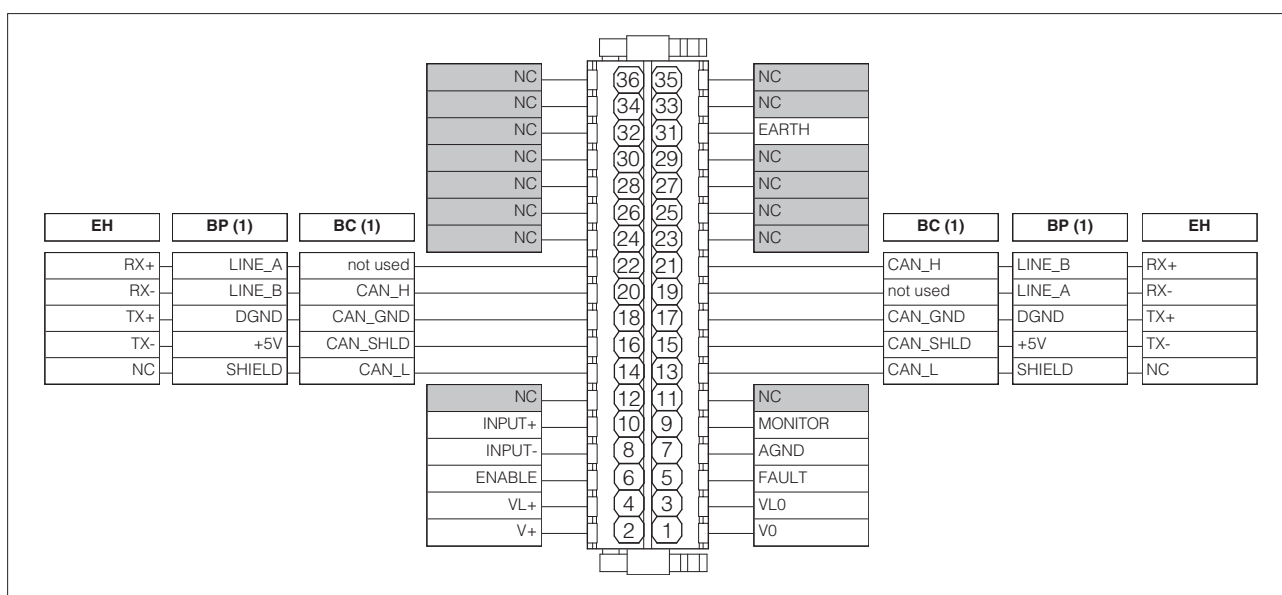 NC 36 35 NC
NC 34 33 NC
NC 32 31 EARTH
NC 30 29 NC
NC 28 27 NC
NC 26 25 NC
EH BP (1) BC (1) NC 24 23 NC BC (1) BP (1) EH
RX+ LINE_A not used 22 21 CAN_H LINE_B RX+
RX- LINE_B CAN_H 20 19 not used LINE_A RX-
TX+ DGND CAN_GND 18 17 CAN_GND DGND TX+
TX- +5V CAN_SHLD 16 15 CAN_SHLD +5V TX-
NC SHIELD CAN_L 14 13 CAN_L SHIELD NC
NC 12 11 NC
INPUT+ 10 9 MONITOR
INPUT- 8 7 AGND
ENABLE 6 5 FAULT
VL+ 4 3 VL0
V+ 2 1 V0